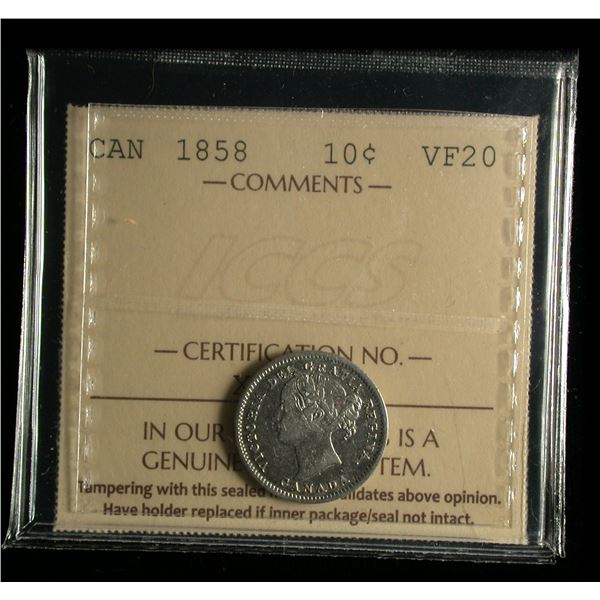 CAN 1858 10¢ VF20
— COMMENTS —
ICCS
— CERTIFICATION NO. —
X
IN OUR IS A
GENUINE TEM.
Tampering with this sealed idates above opinion.
Have holder replaced if inner package/seal not intact.
VICTORIA DEI GRATIA REGINA.
CANADA